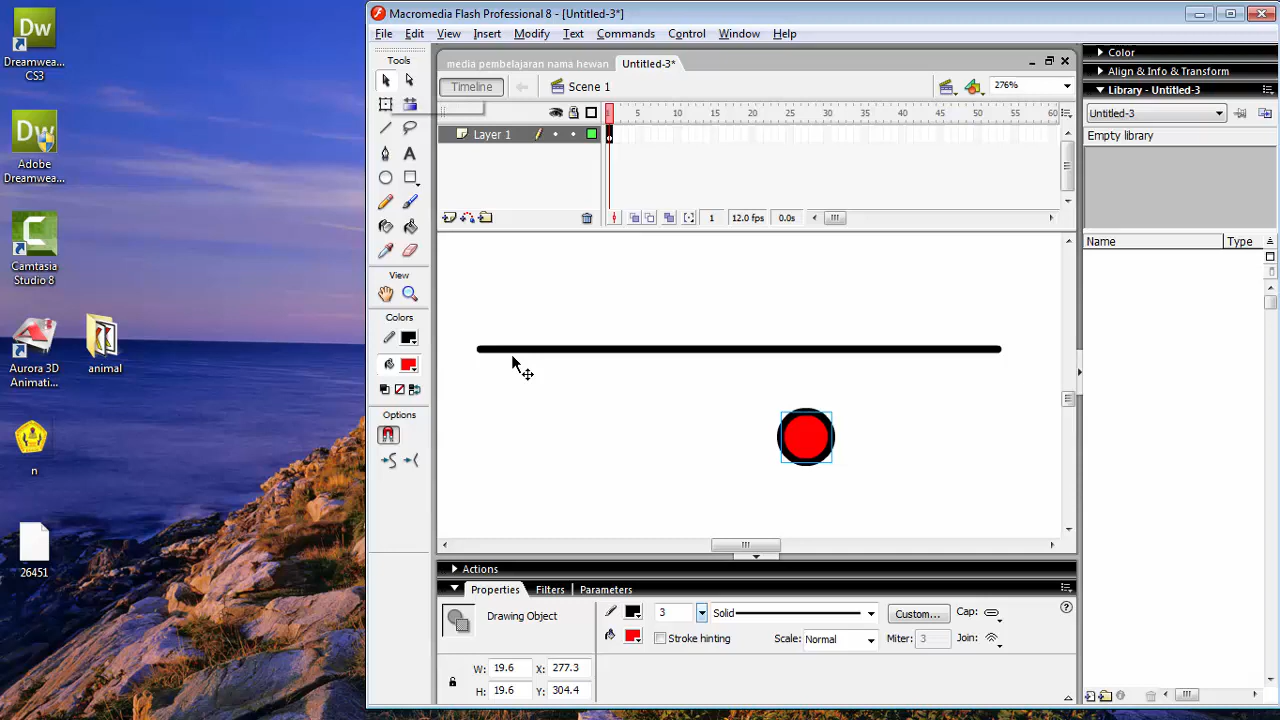 Dreamwea...
CS3
Adobe
Dreamwea...
Camtasia
Studio 8
Aurora 3D
Animati...
animal
n
26451
Macromedia Flash Professional 8 - [Untitled-3*]
File Edit View Insert Modify Text Commands Control Window Help
Tools
View
Colors
Options
media pembelajaran nama hewan Untitled-3*
Timeline Scene 1 276%
1 5 10 15 20 25 30 35 40 45 50 55 60
Layer 1
1 12.0 fps 0.0s
Actions
Properties Filters Parameters
Drawing Object
3 Solid Custom... Cap:
Stroke hinting Scale: Normal Miter: 3 Join:
W: 19.6 X: 277.3
H: 19.6 Y: 304.4
Color
Align & Info & Transform
Library - Untitled-3
Untitled-3
Empty library
Name Type